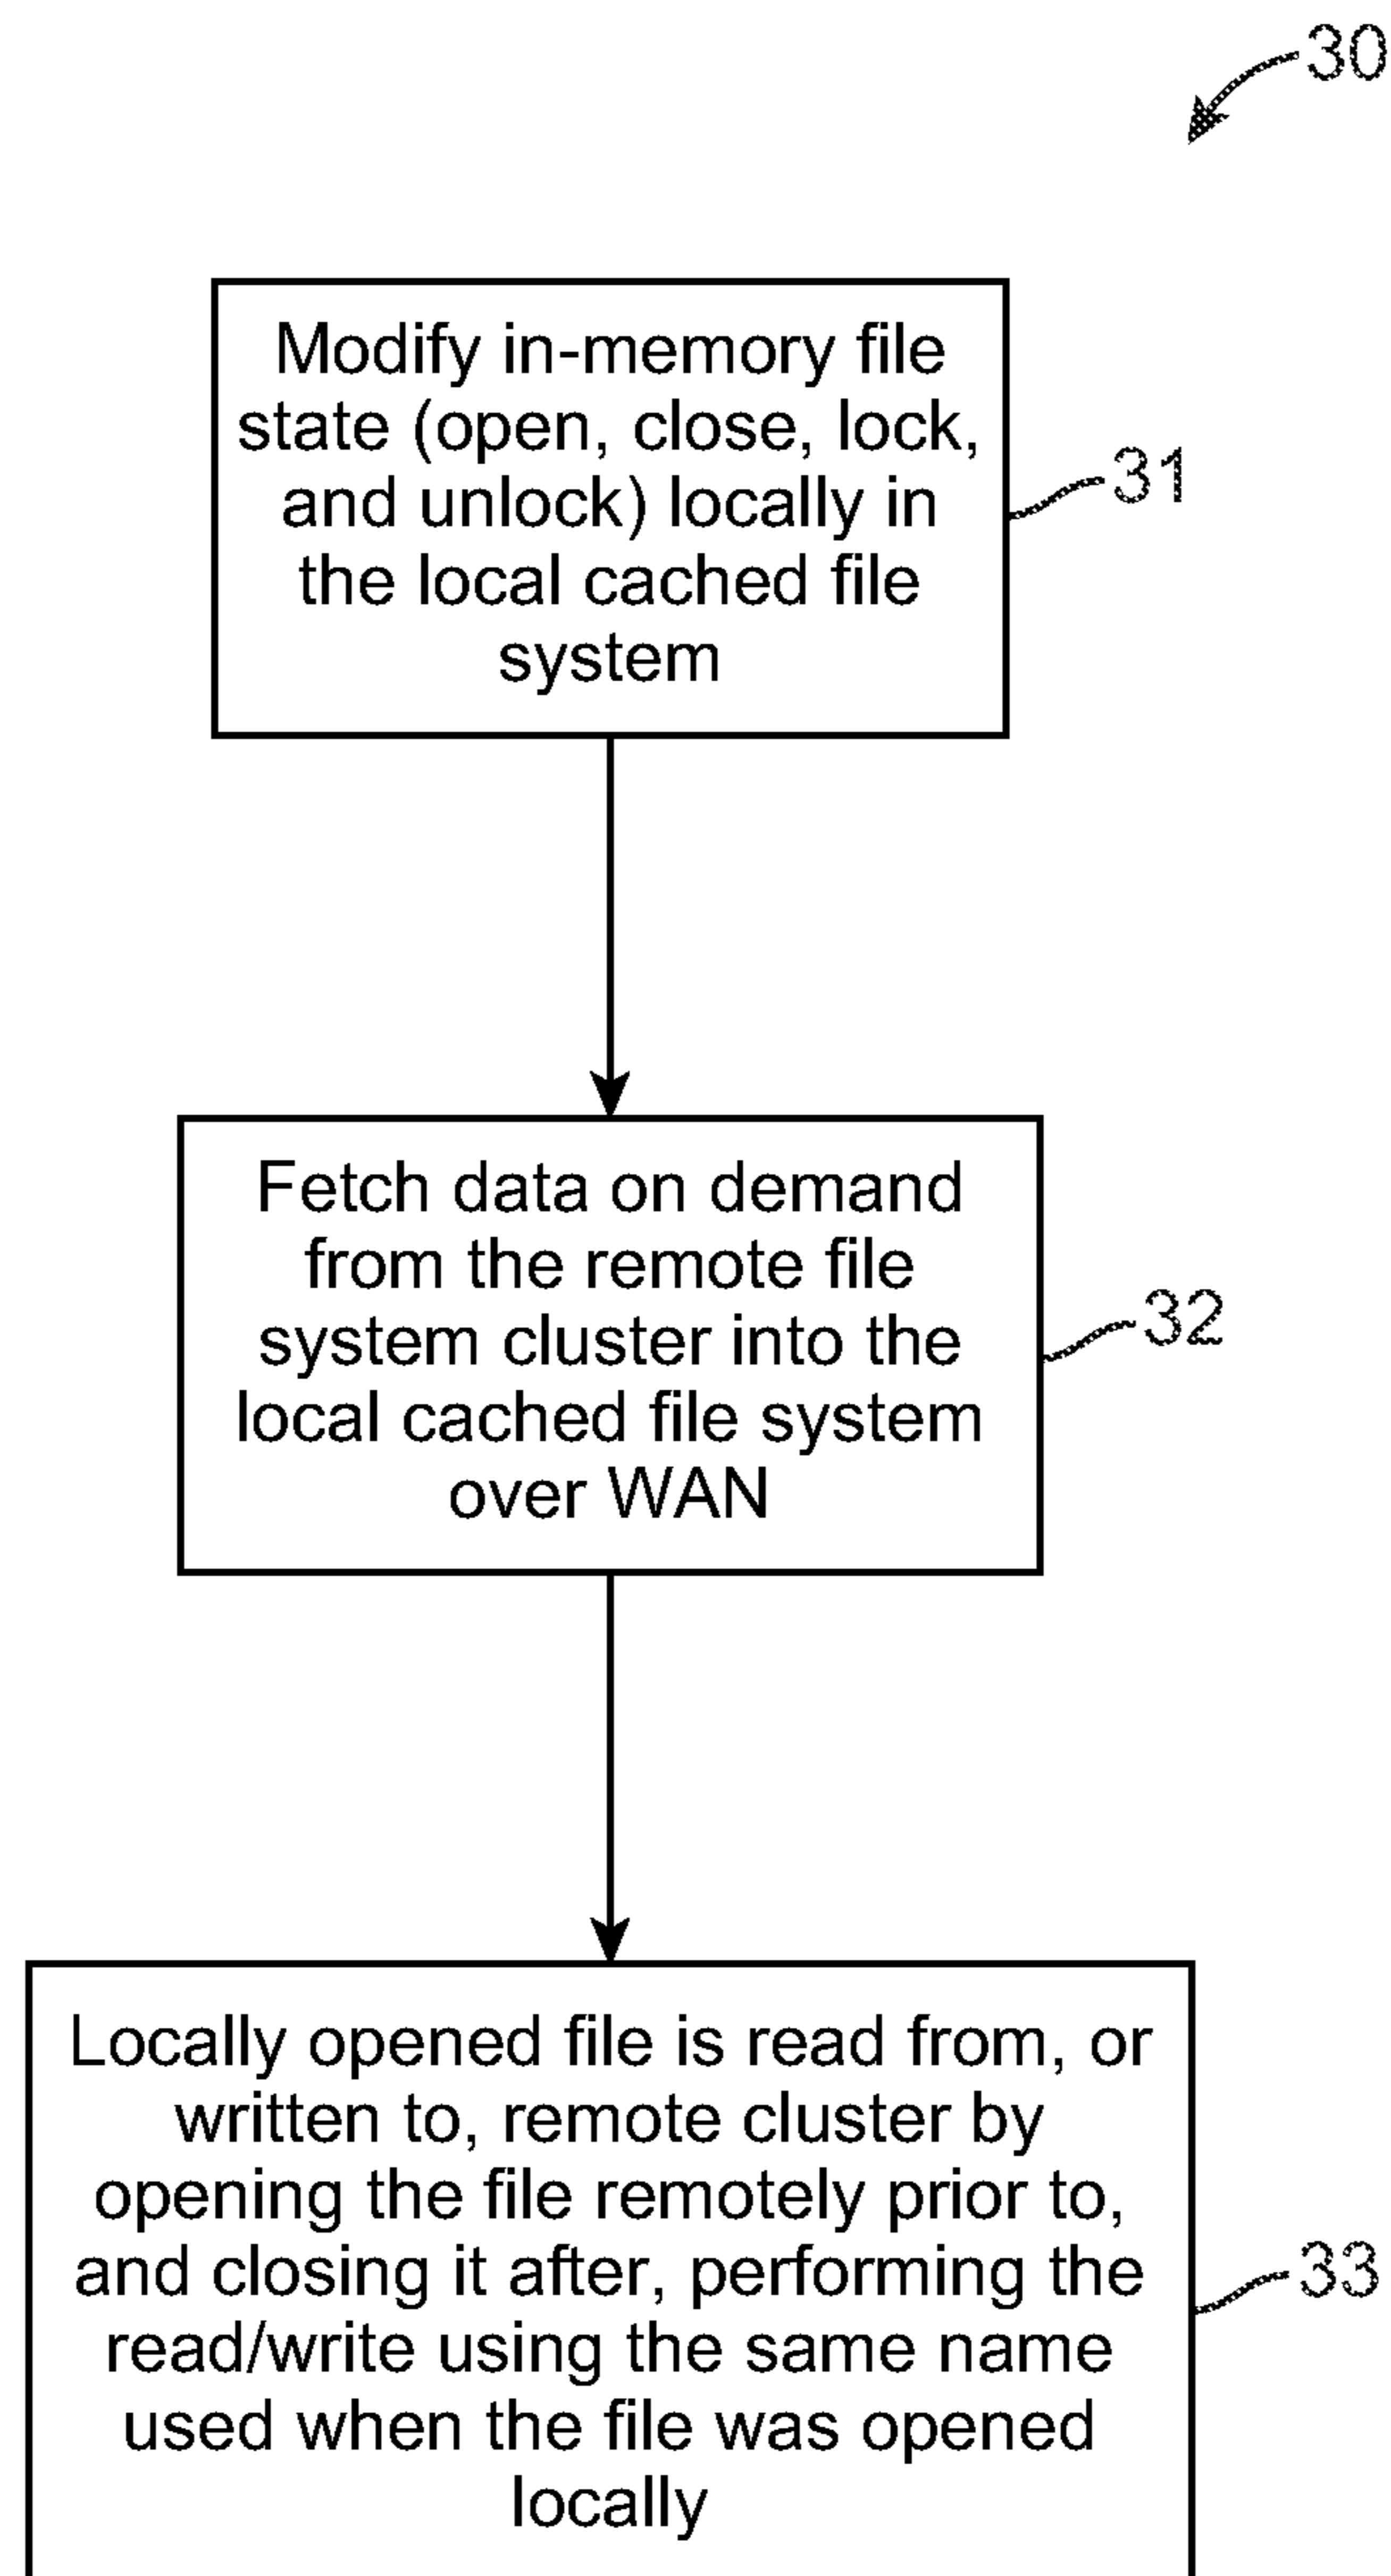 30
Modify in-memory file
state (open, close, lock,
and unlock) locally in
the local cached file
system
31
Fetch data on demand
from the remote file
system cluster into the
local cached file system
over WAN
32
Locally opened file is read from, or
written to, remote cluster by
opening the file remotely prior to,
and closing it after, performing the
read/write using the same name
used when the file was opened
locally
33